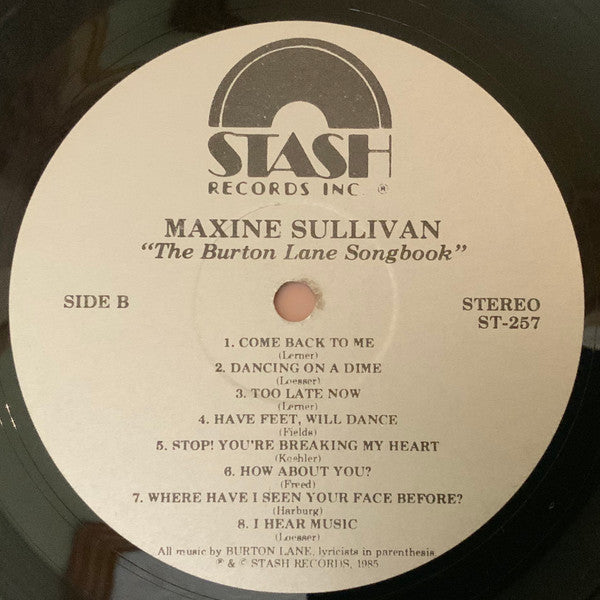 STASH
RECORDS INC. ®
MAXINE SULLIVAN
"The Burton Lane Songbook"
SIDE B
STEREO
ST-257
1. COME BACK TO ME
(Lerner)
2. DANCING ON A DIME
(Loesser)
3. TOO LATE NOW
(Lerner)
4. HAVE FEET, WILL DANCE
(Fields)
5. STOP! YOU'RE BREAKING MY HEART
(Koehler)
6. HOW ABOUT YOU?
(Freed)
7. WHERE HAVE I SEEN YOUR FACE BEFORE?
(Harburg)
8. I HEAR MUSIC
(Loesser)
All music by BURTON LANE, lyricists in parenthesis.
℗ & © STASH RECORDS, 1985